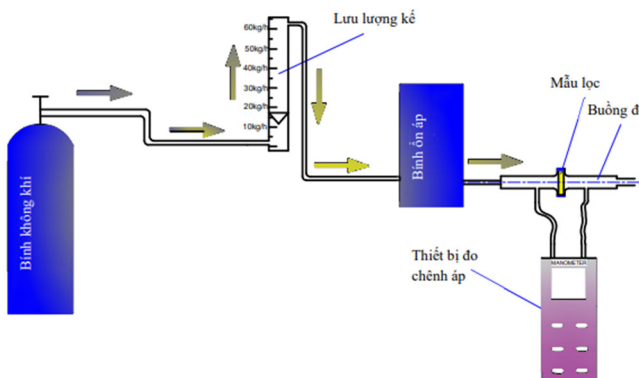 Lưu lượng kế
60kg/h
50kg/h
40kg/h
30kg/h
20kg/h
10kg/h
Bình không khí
Bình ổn áp
Mẫu lọc
Buồng đ
Thiết bị đo
chênh áp
MANOMETER